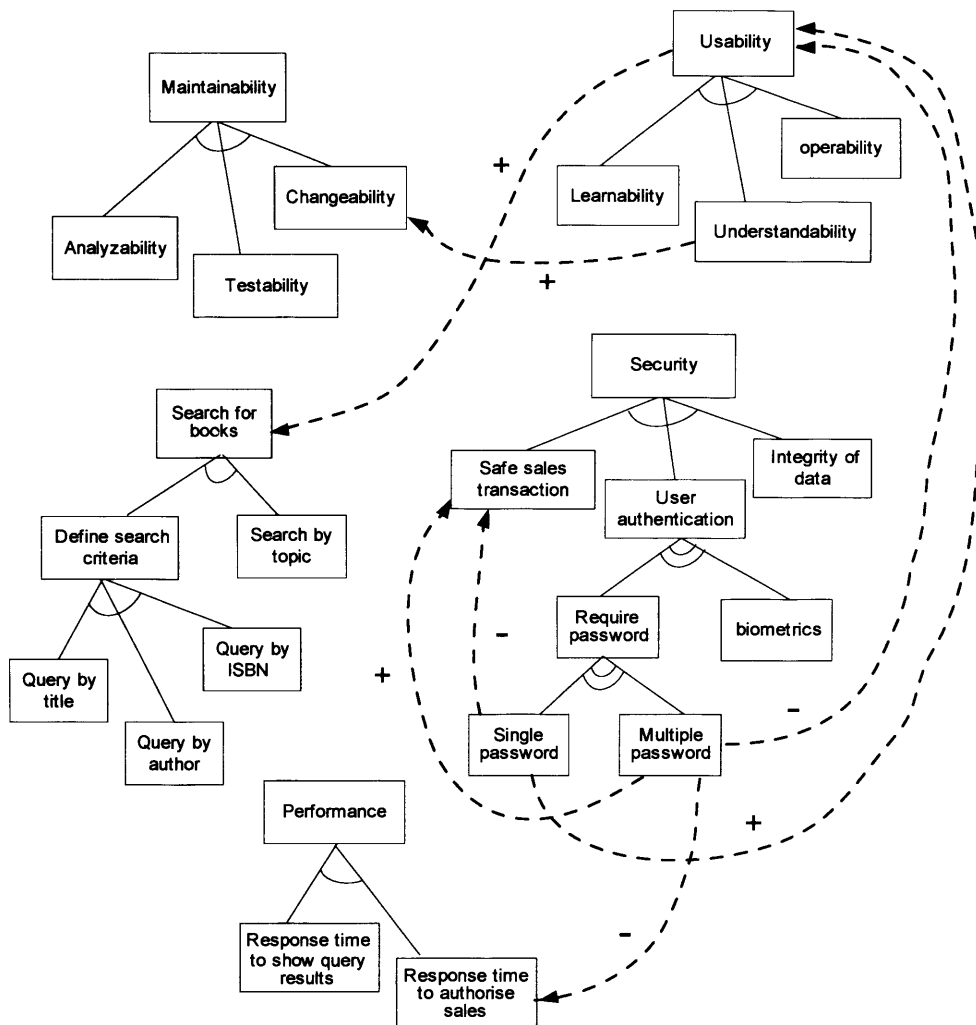 Usability
Maintainability
operability
Changeability
Learnability
+
Analyzability
Understandability
Testability
+
Security
Search for
books
Safe sales
transaction
Integrity of
data
User
authentication
Define search
criteria
Search by
topic
Require
password
biometrics
-
Query by
ISBN
Query by
title
+
-
Single
password
Multiple
password
Query by
author
Performance
+
-
Response time
to show query
results
Response time
to authorise
sales